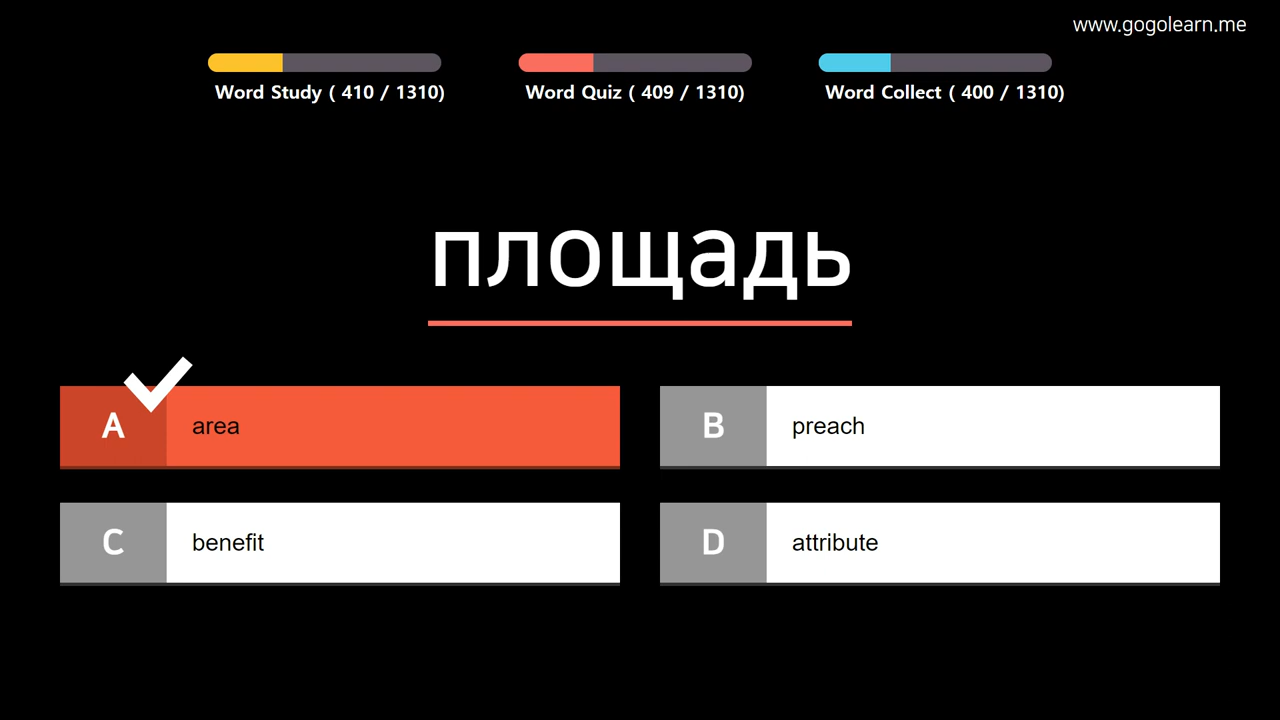 www.gogolearn.me
Word Study ( 410 / 1310)
Word Quiz ( 409 / 1310)
Word Collect ( 400 / 1310)
площадь
A area
B preach
C benefit
D attribute